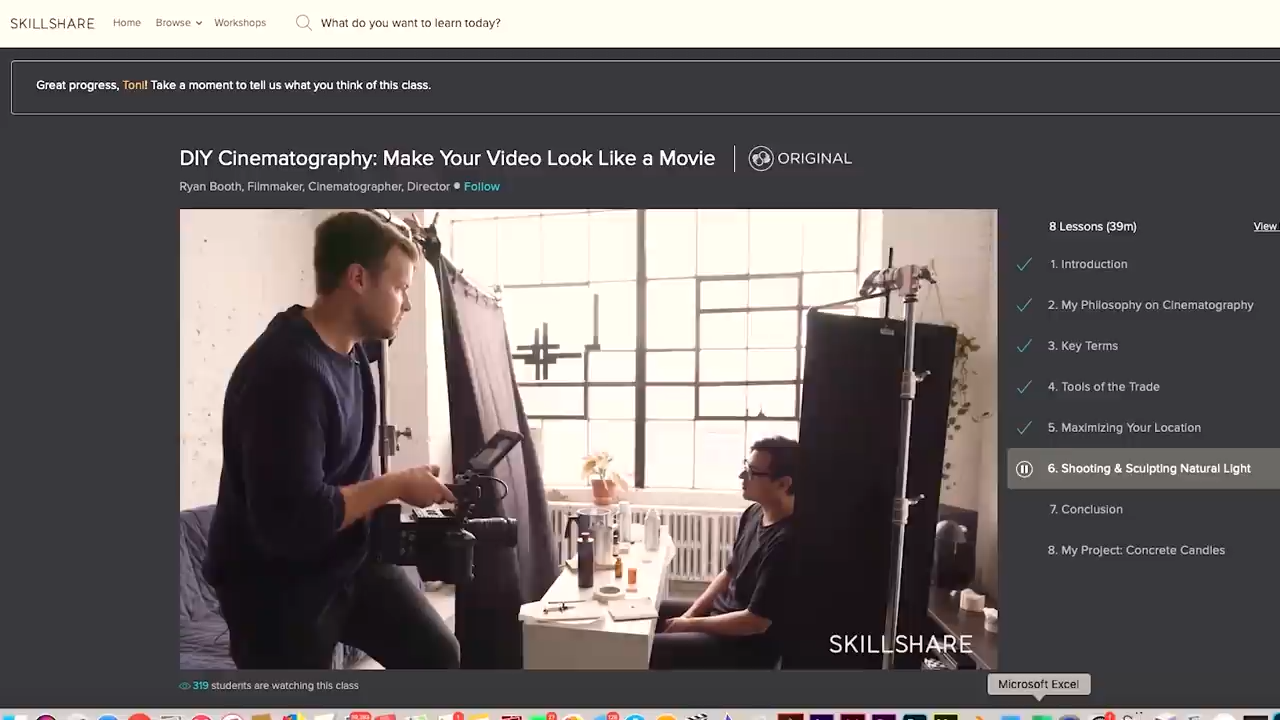 SKILLSHARE Home Browse Workshops What do you want to learn today?
Great progress, Toni! Take a moment to tell us what you think of this class.
DIY Cinematography: Make Your Video Look Like a Movie ORIGINAL
Ryan Booth, Filmmaker, Cinematographer, Director Follow
8 Lessons (39m) View
1. Introduction
2. My Philosophy on Cinematography
3. Key Terms
4. Tools of the Trade
5. Maximizing Your Location
6. Shooting & Sculpting Natural Light
7. Conclusion
8. My Project: Concrete Candles
SKILLSHARE
319 students are watching this class
Microsoft Excel